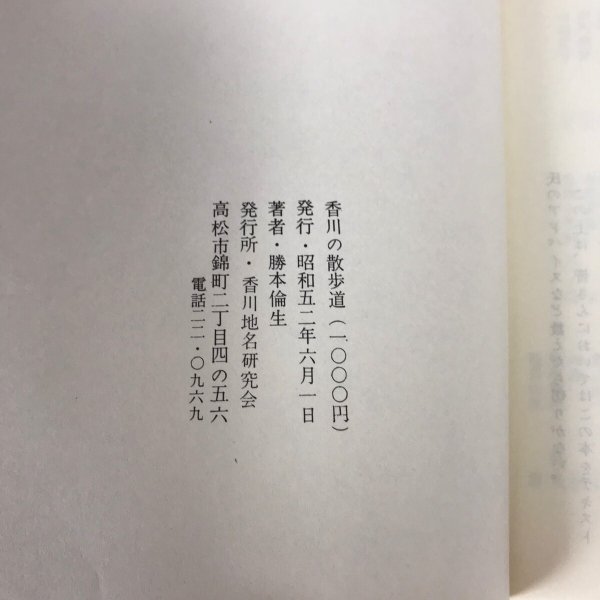 香川の散歩道(一〇〇〇円)
発行・昭和五二年六月一日
著者・勝本倫生
発行所・香川地名研究会
高松市錦町二丁目四の五六
電話二二・〇九六九